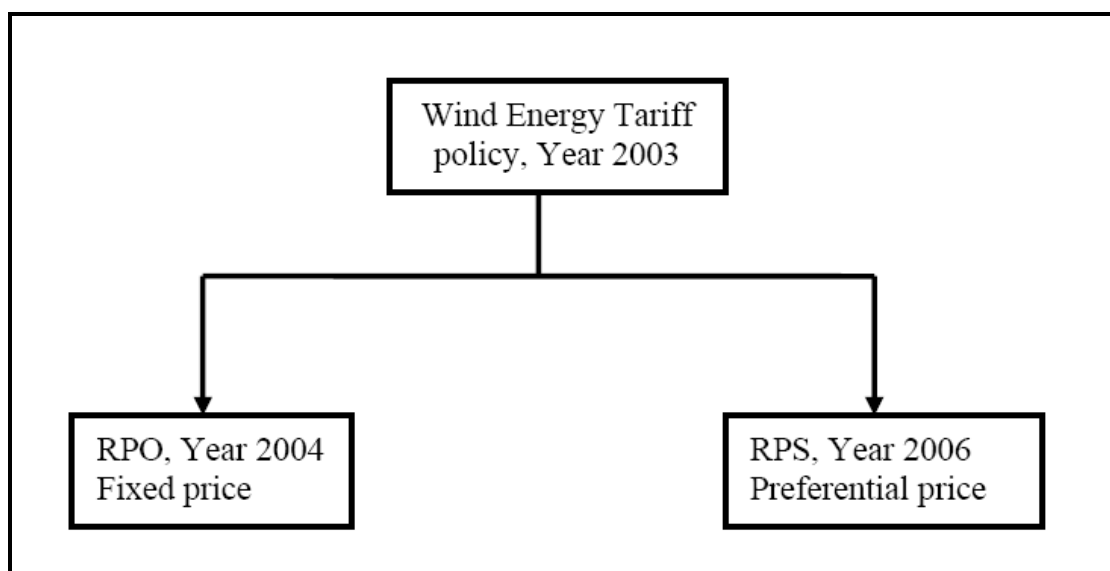 Wind Energy Tariff
policy, Year 2003
RPO, Year 2004
Fixed price
RPS, Year 2006
Preferential price